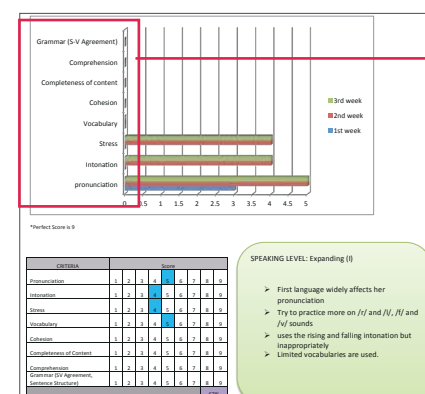 Grammar (S-V Agreement)
Comprehension
Completeness of content
Cohesion
Vocabulary
Stress
Intonation
pronunciation
0 .5 1 1.5 2 2.5 3 3.5 4 4.5 5
3rd week
2nd week
1st week
*Perfect Score is 9
CRITERIA Score
Pronunciation 1 2 3 4 5 6 7 8 9
Intonation 1 2 3 4 5 6 7 8 9
Stress 1 2 3 4 5 6 7 8 9
Vocabulary 1 2 3 4 5 6 7 8 9
Cohesion 1 2 3 4 5 6 7 8 9
Completeness of Content 1 2 3 4 5 6 7 8 9
Comprehension 1 2 3 4 5 6 7 8 9
Grammar (SV Agreement,
Sentence Structure) 1 2 3 4 5 6 7 8 9
SPEAKING LEVEL: Expanding (I)
First language widely affects her
pronunciation
Try to practice more on /r/ and /l/, /f/ and
/v/ sounds
uses the rising and falling intonation but
inappropriately
Limited vocabularies are used.